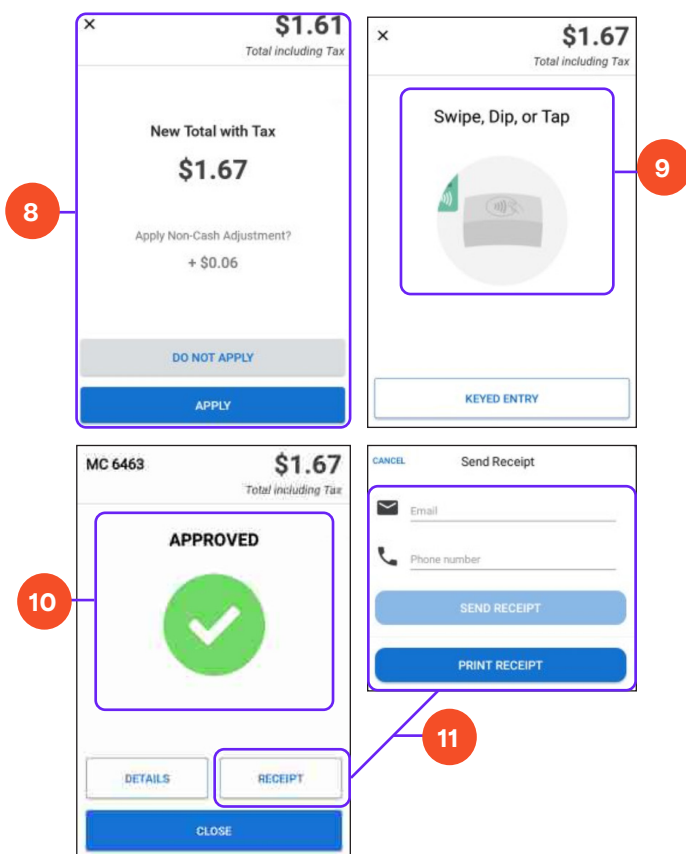 ×
$1.61
Total including Tax
New Total with Tax
$1.67
Apply Non-Cash Adjustment?
+ $0.06
DO NOT APPLY
APPLY
8
×
$1.67
Total including Tax
Swipe, Dip, or Tap
KEYED ENTRY
9
MC 6463
$1.67
Total including Tax
APPROVED
DETAILS
RECEIPT
CLOSE
10
CANCEL
Send Receipt
Email
Phone number
SEND RECEIPT
PRINT RECEIPT
11